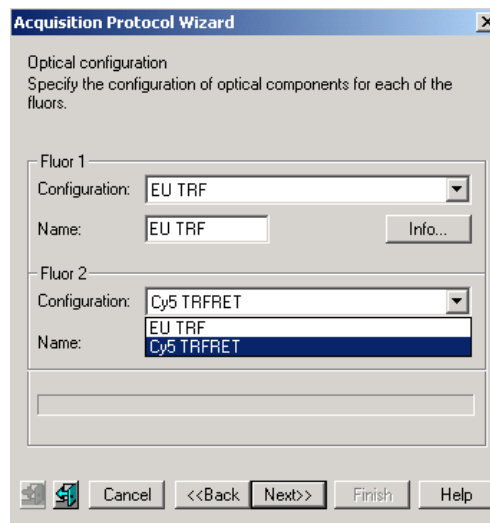 Acquisition Protocol Wizard
Optical configuration
Specify the configuration of optical components for each of the
fluors.
Fluor 1
Configuration: EU TRF
Name: EU TRF Info...
Fluor 2
Configuration: Cy5 TRFRET
EU TRF
Name: Cy5 TRFRET
Cancel <<Back Next>> Finish Help